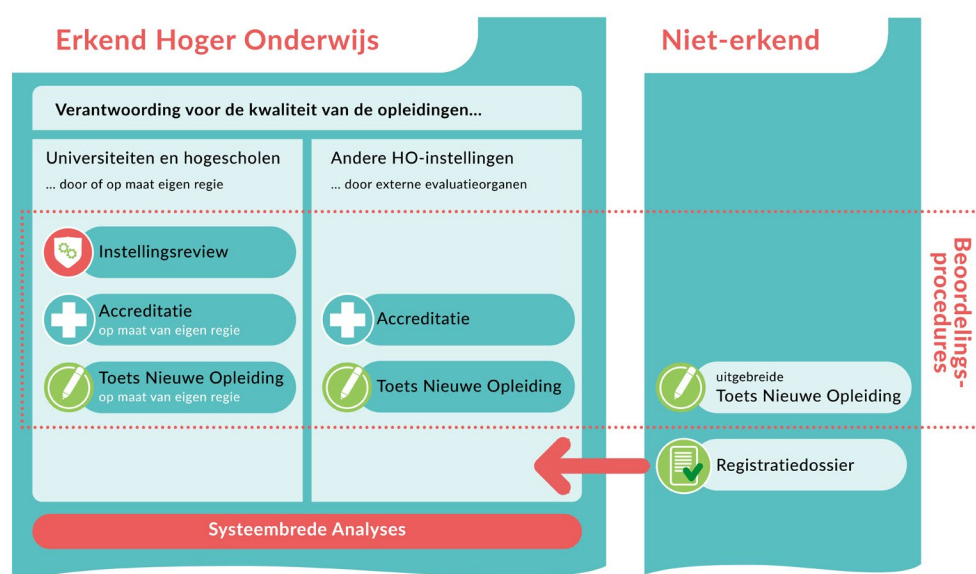 Erkend Hoger Onderwijs
Niet-erkend
Verantwoording voor de kwaliteit van de opleidingen...
Universiteiten en hogescholen
... door of op maat eigen regie
Andere HO-instellingen
... door externe evaluatieorganen
Instellingsreview
Accreditatie
op maat van eigen regie
Toets Nieuwe Opleiding
op maat van eigen regie
Accreditatie
Toets Nieuwe Opleiding
uitgebreide
Toets Nieuwe Opleiding
Registratiedossier
Beoordelings-
procedures
Systeembrede Analyses